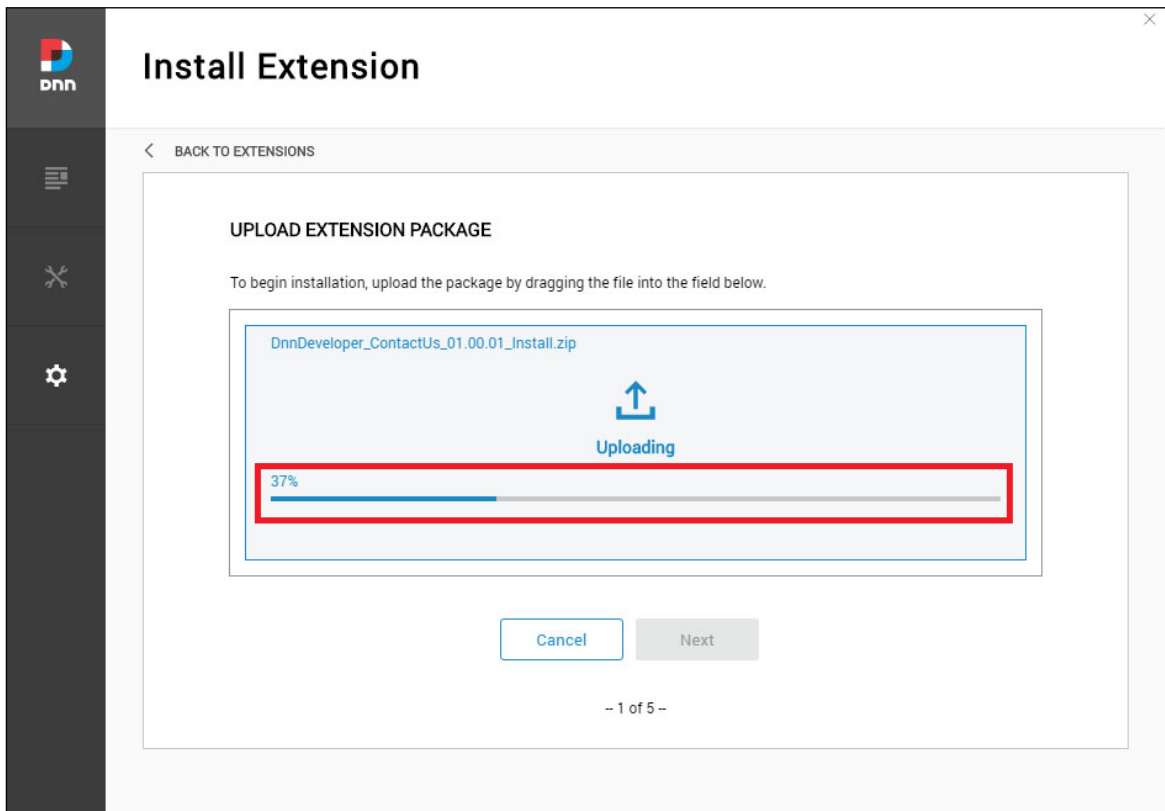 DNN
Install Extension
BACK TO EXTENSIONS
UPLOAD EXTENSION PACKAGE
To begin installation, upload the package by dragging the file into the field below.
DnnDeveloper_ContactUs_01.00.01_Install.zip
Uploading
37%
Cancel
Next
-- 1 of 5 --